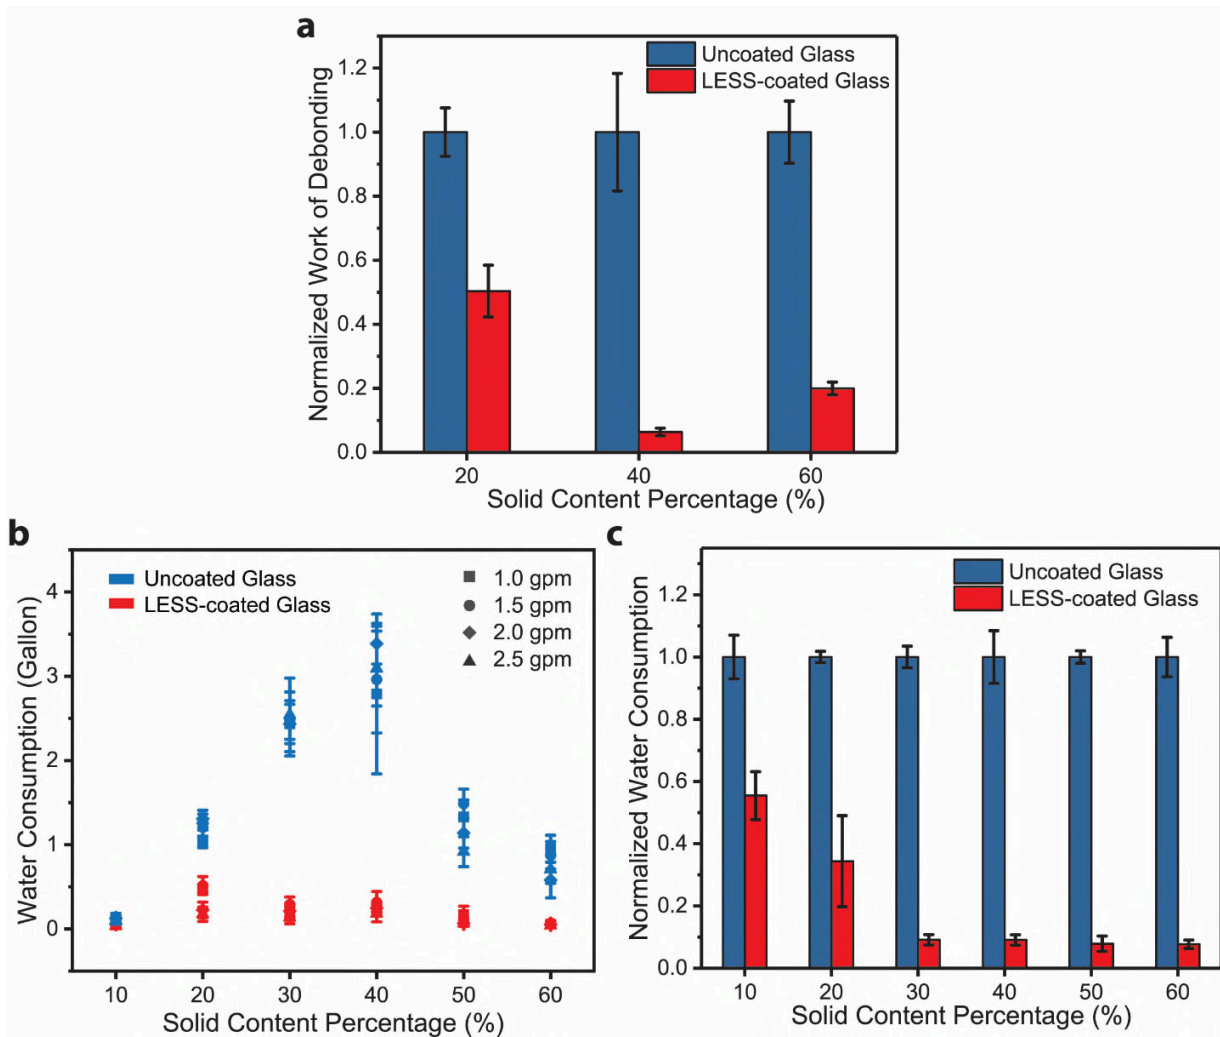 a
Uncoated Glass
LESS-coated Glass
Normalized Work of Debonding
1.2
1.0
0.8
0.6
0.4
0.2
0.0
20 40 60
Solid Content Percentage (%)
b
Uncoated Glass
LESS-coated Glass
1.0 gpm
1.5 gpm
2.0 gpm
2.5 gpm
Water Consumption (Gallon)
4
3
2
1
0
10 20 30 40 50 60
Solid Content Percentage (%)
c
Uncoated Glass
LESS-coated Glass
Normalized Water Consumption
1.2
1.0
0.8
0.6
0.4
0.2
0.0
10 20 30 40 50 60
Solid Content Percentage (%)